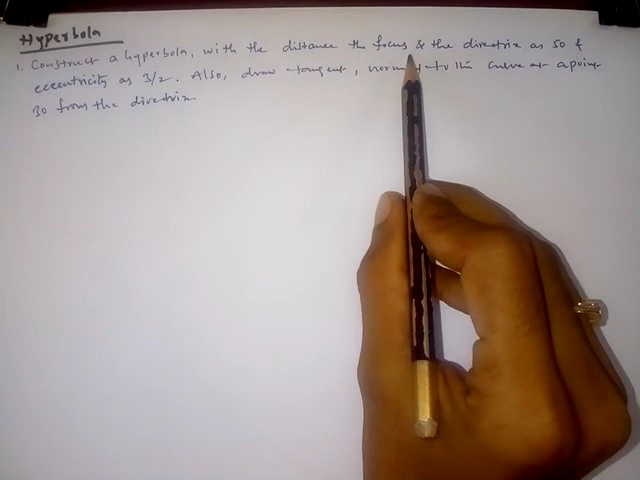 Hyperbola
1. Construct a hyperbola, with the distance the focus & the directrix as 50 &
eccentricity as 3/2. Also, draw tangent, normal to this curve at a point
30 from the directrix.